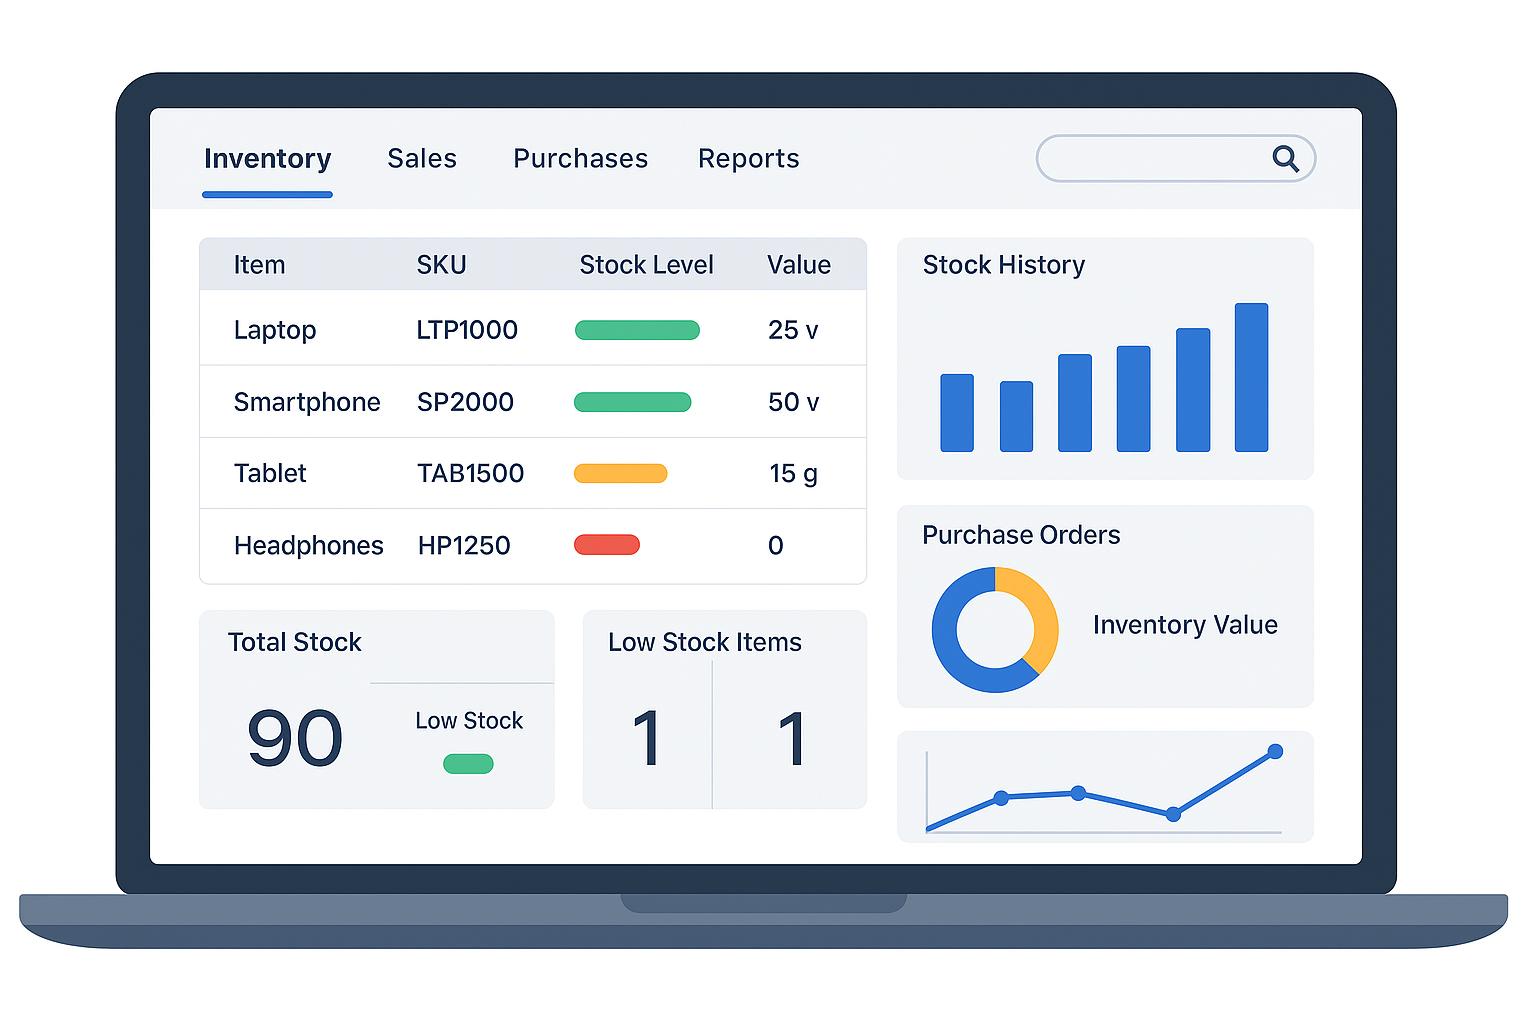 Inventory Sales Purchases Reports
Item SKU Stock Level Value
Laptop LTP1000 25 v
Smartphone SP2000 50 v
Tablet TAB1500 15 g
Headphones HP1250 0
Total Stock
90
Low Stock
Low Stock Items
1 1
Stock History
Purchase Orders
Inventory Value